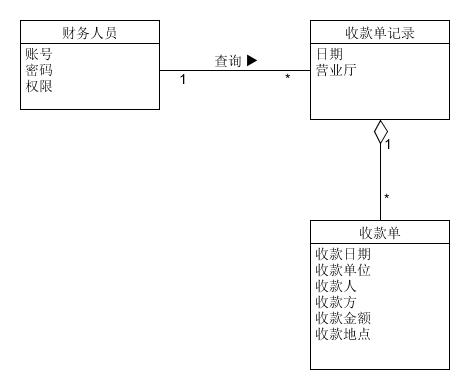 财务人员
账号
密码
权限
查询 ▶
1
*
收款单记录
日期
营业厅
1
*
收款单
收款日期
收款单位
收款人
收款方
收款金额
收款地点